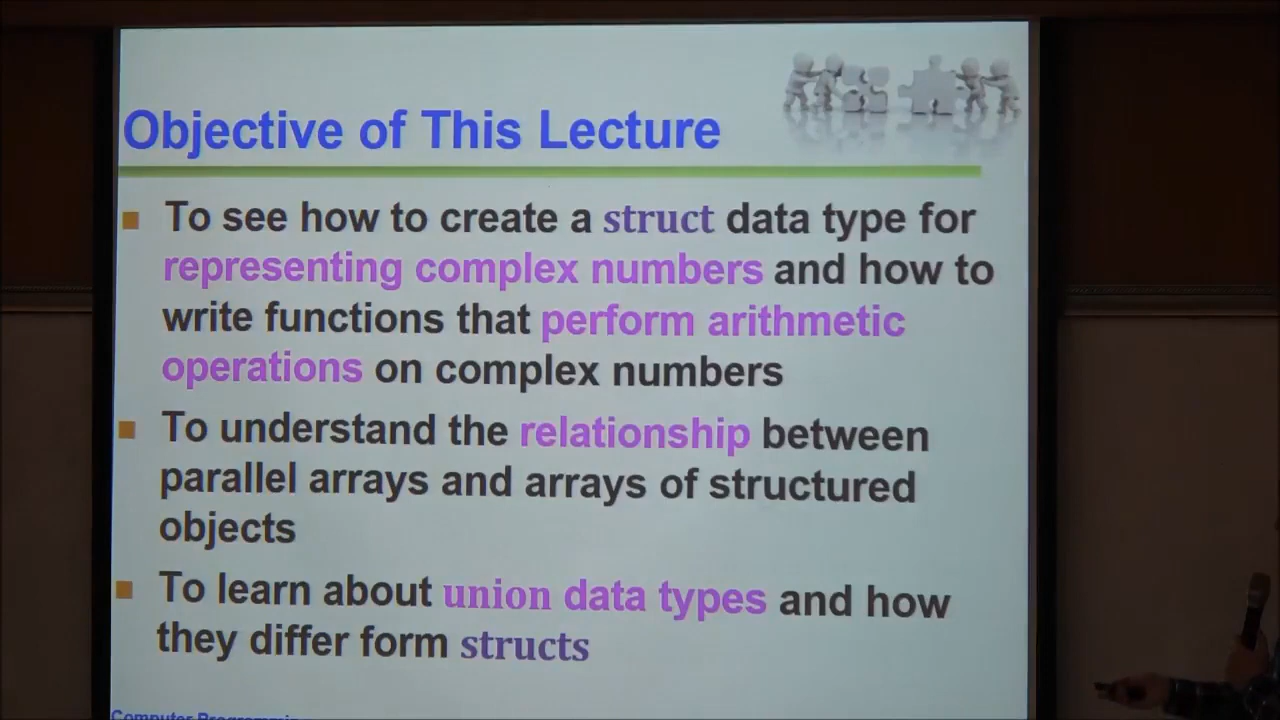 Objective of This Lecture
To see how to create a struct data type for
representing complex numbers and how to
write functions that perform arithmetic
operations on complex numbers
To understand the relationship between
parallel arrays and arrays of structured
objects
To learn about union data types and how
they differ form structs
Computer